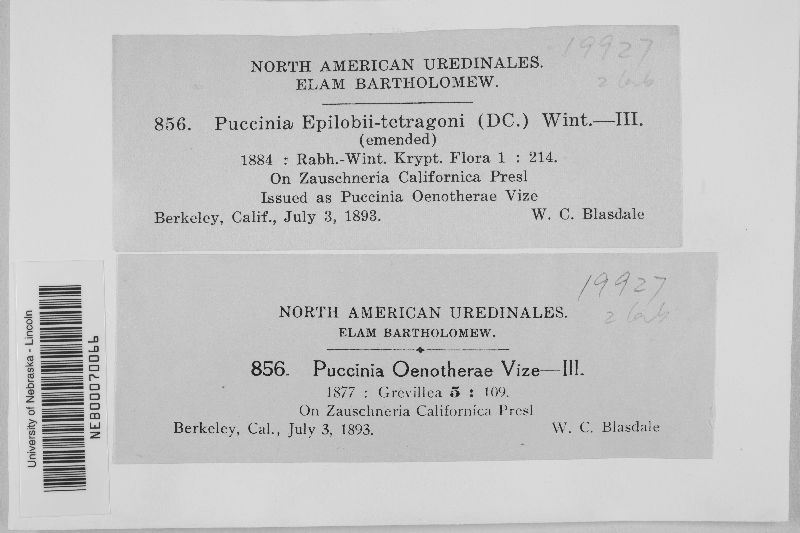 19927
2 lab
NORTH AMERICAN UREDINALES.
ELAM BARTHOLOMEW.
856. Puccinia Epilobii-tetragoni (DC.) Wint.—III.
(emended)
1884 : Rabh.-Wint. Krypt. Flora 1 : 214.
On Zauschneria Californica Presl
Issued as Puccinia Oenotherae Vize
Berkeley, Calif., July 3, 1893. W. C. Blasdale
19927
2 lab
NORTH AMERICAN UREDINALES.
ELAM BARTHOLOMEW.
856. Puccinia Oenotherae Vize—III.
1877 : Grevillea 5 : 109.
On Zauschneria Californica Presl
Berkeley, Cal., July 3, 1893. W. C. Blasdale
University of Nebraska - Lincoln
NEB00070066